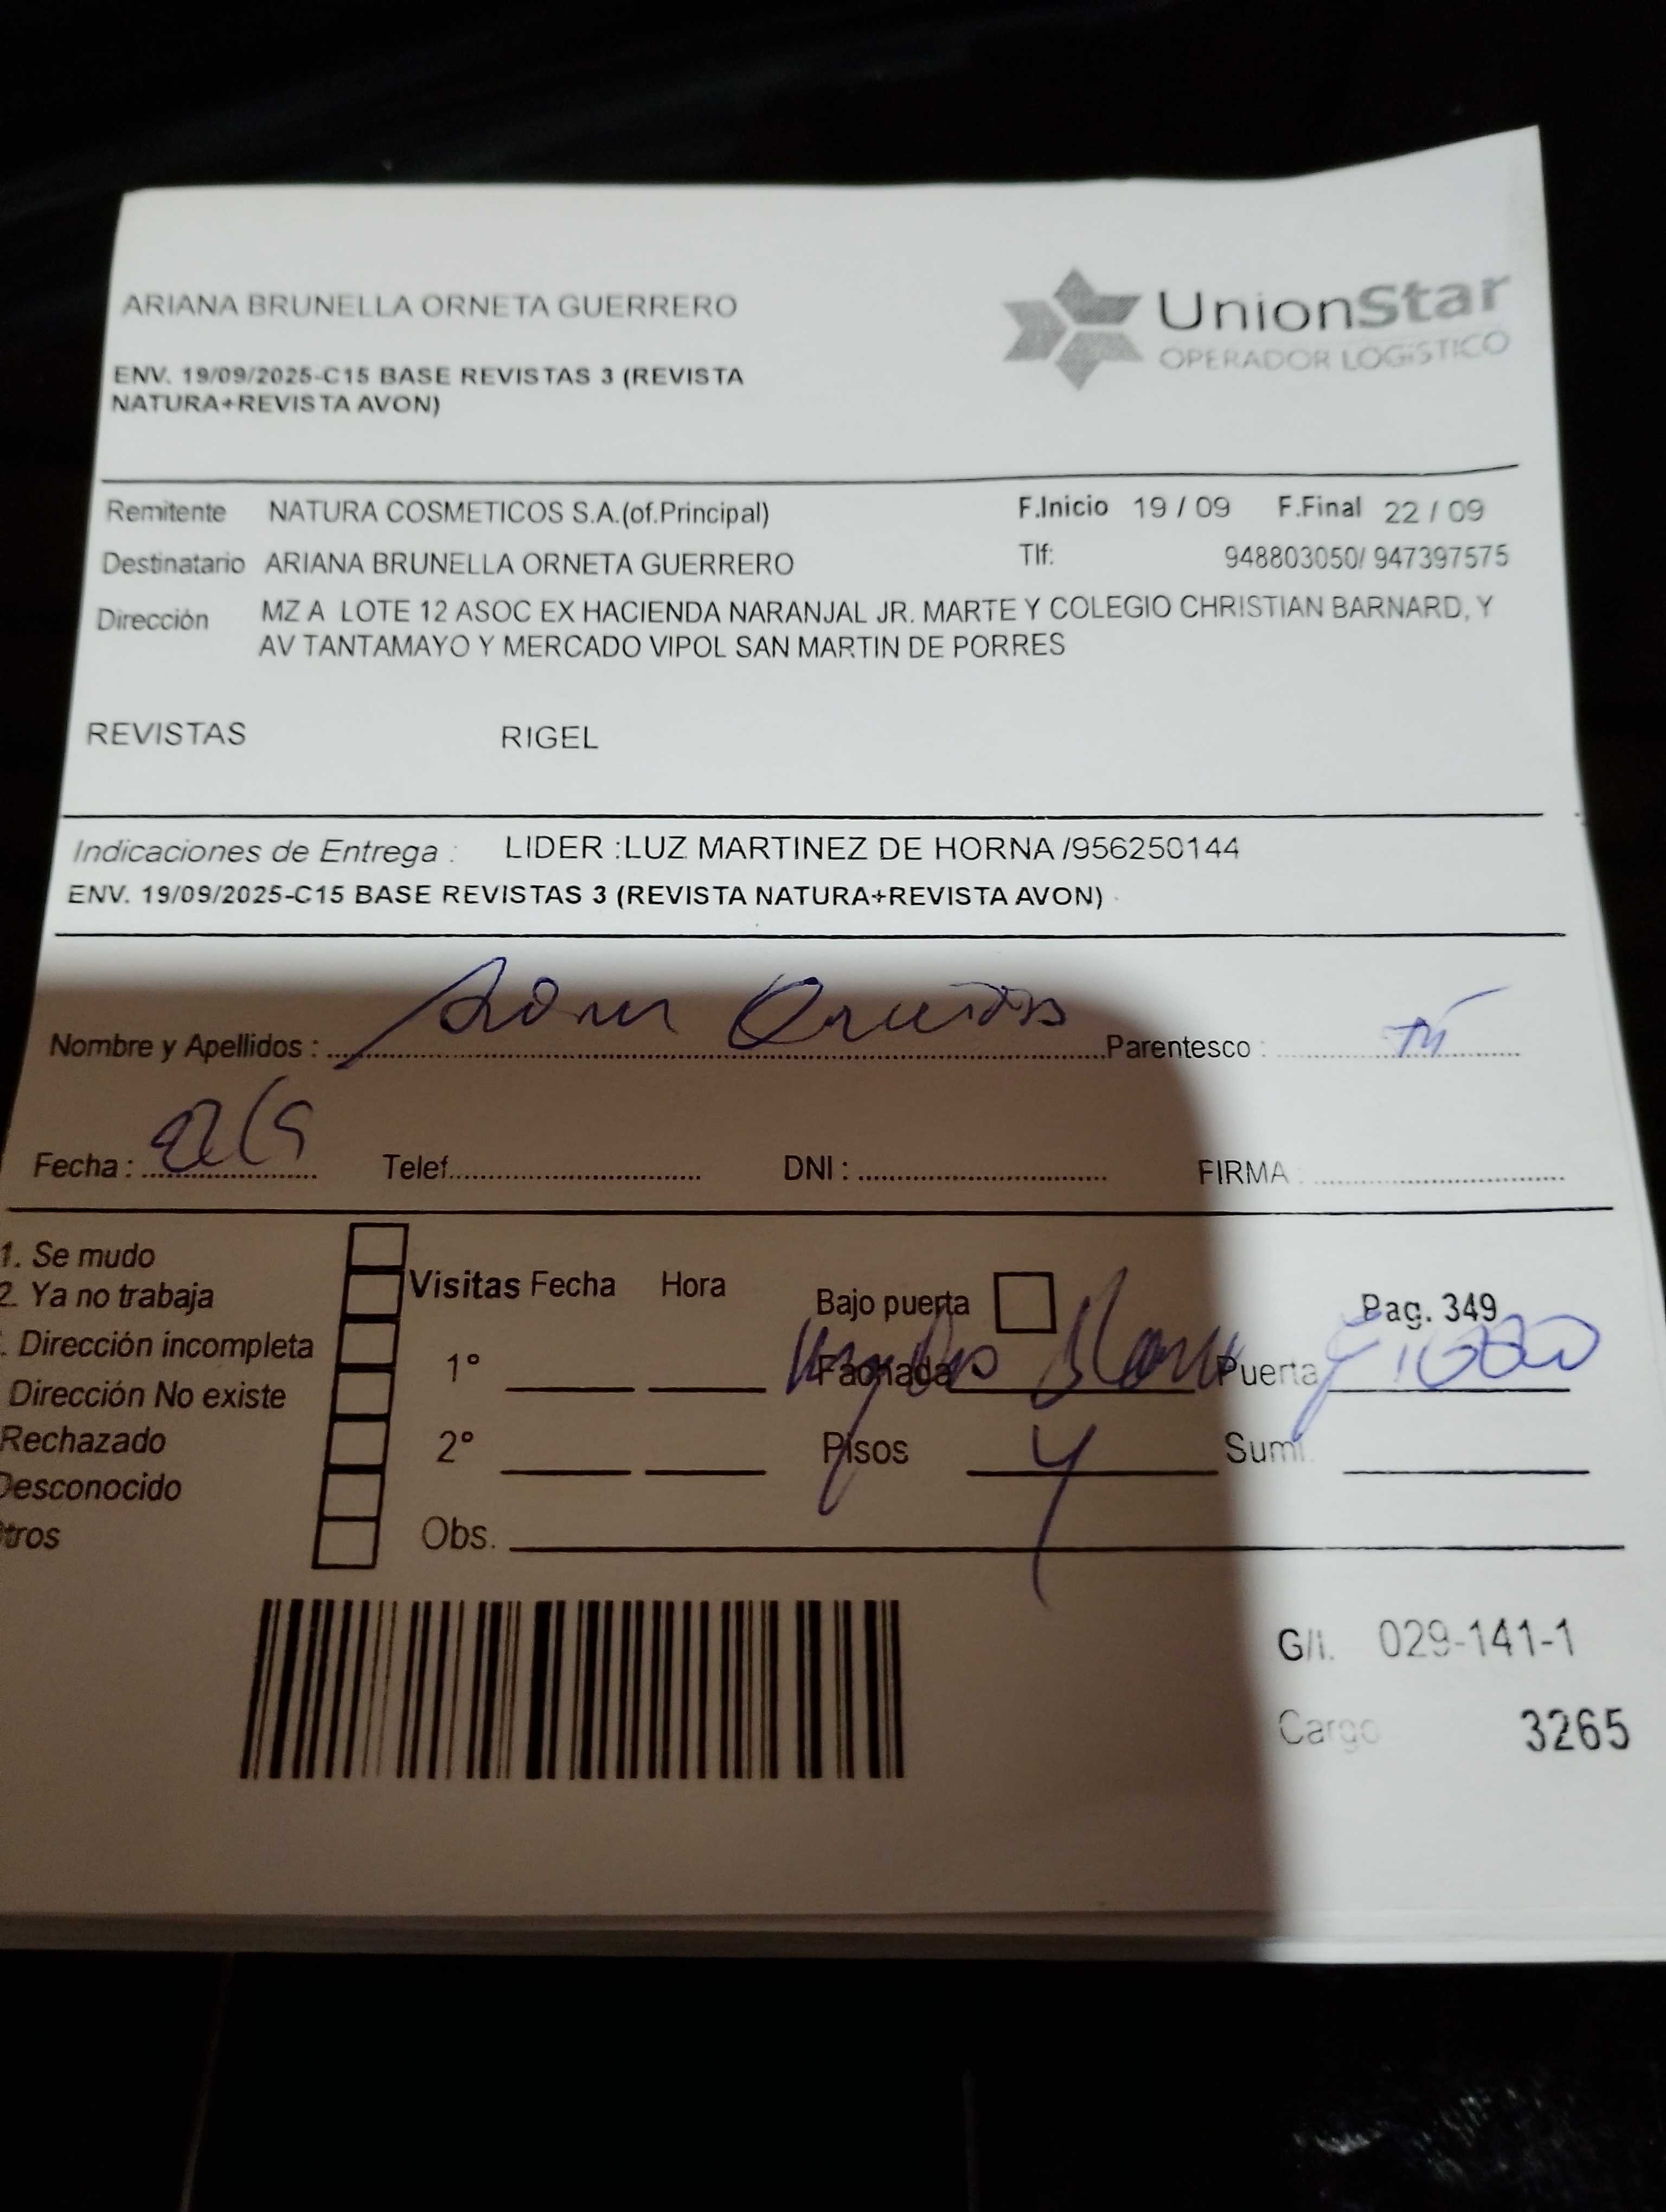 ARIANA BRUNELLA ORNETA GUERRERO
UnionStar
OPERADOR LOGÍSTICO
ENV. 19/09/2025-C15 BASE REVISTAS 3 (REVISTA
NATURA+REVISTA AVON)
Remitente NATURA COSMETICOS S.A.(of.Principal) F.Inicio 19 / 09 F.Final 22 / 09
Destinatario ARIANA BRUNELLA ORNETA GUERRERO Tlf: 948803050/ 947397575
Dirección MZ A LOTE 12 ASOC EX HACIENDA NARANJAL JR. MARTE Y COLEGIO CHRISTIAN BARNARD, Y
AV TANTAMAYO Y MERCADO VIPOL SAN MARTIN DE PORRES
REVISTAS RIGEL
Indicaciones de Entrega : LIDER :LUZ MARTINEZ DE HORNA /956250144
ENV. 19/09/2025-C15 BASE REVISTAS 3 (REVISTA NATURA+REVISTA AVON)
Nombre y Apellidos : Parentesco :
Fecha : Telef. DNI : FIRMA :
1. Se mudo
2. Ya no trabaja
. Dirección incompleta
Dirección No existe
Rechazado
Desconocido
tros
Visitas Fecha Hora
1°
2°
Obs.
Bajo puerta Pag. 349
Fachada Puerta
Pisos 4 Sumi.
G/I. 029-141-1
Cargo 3265